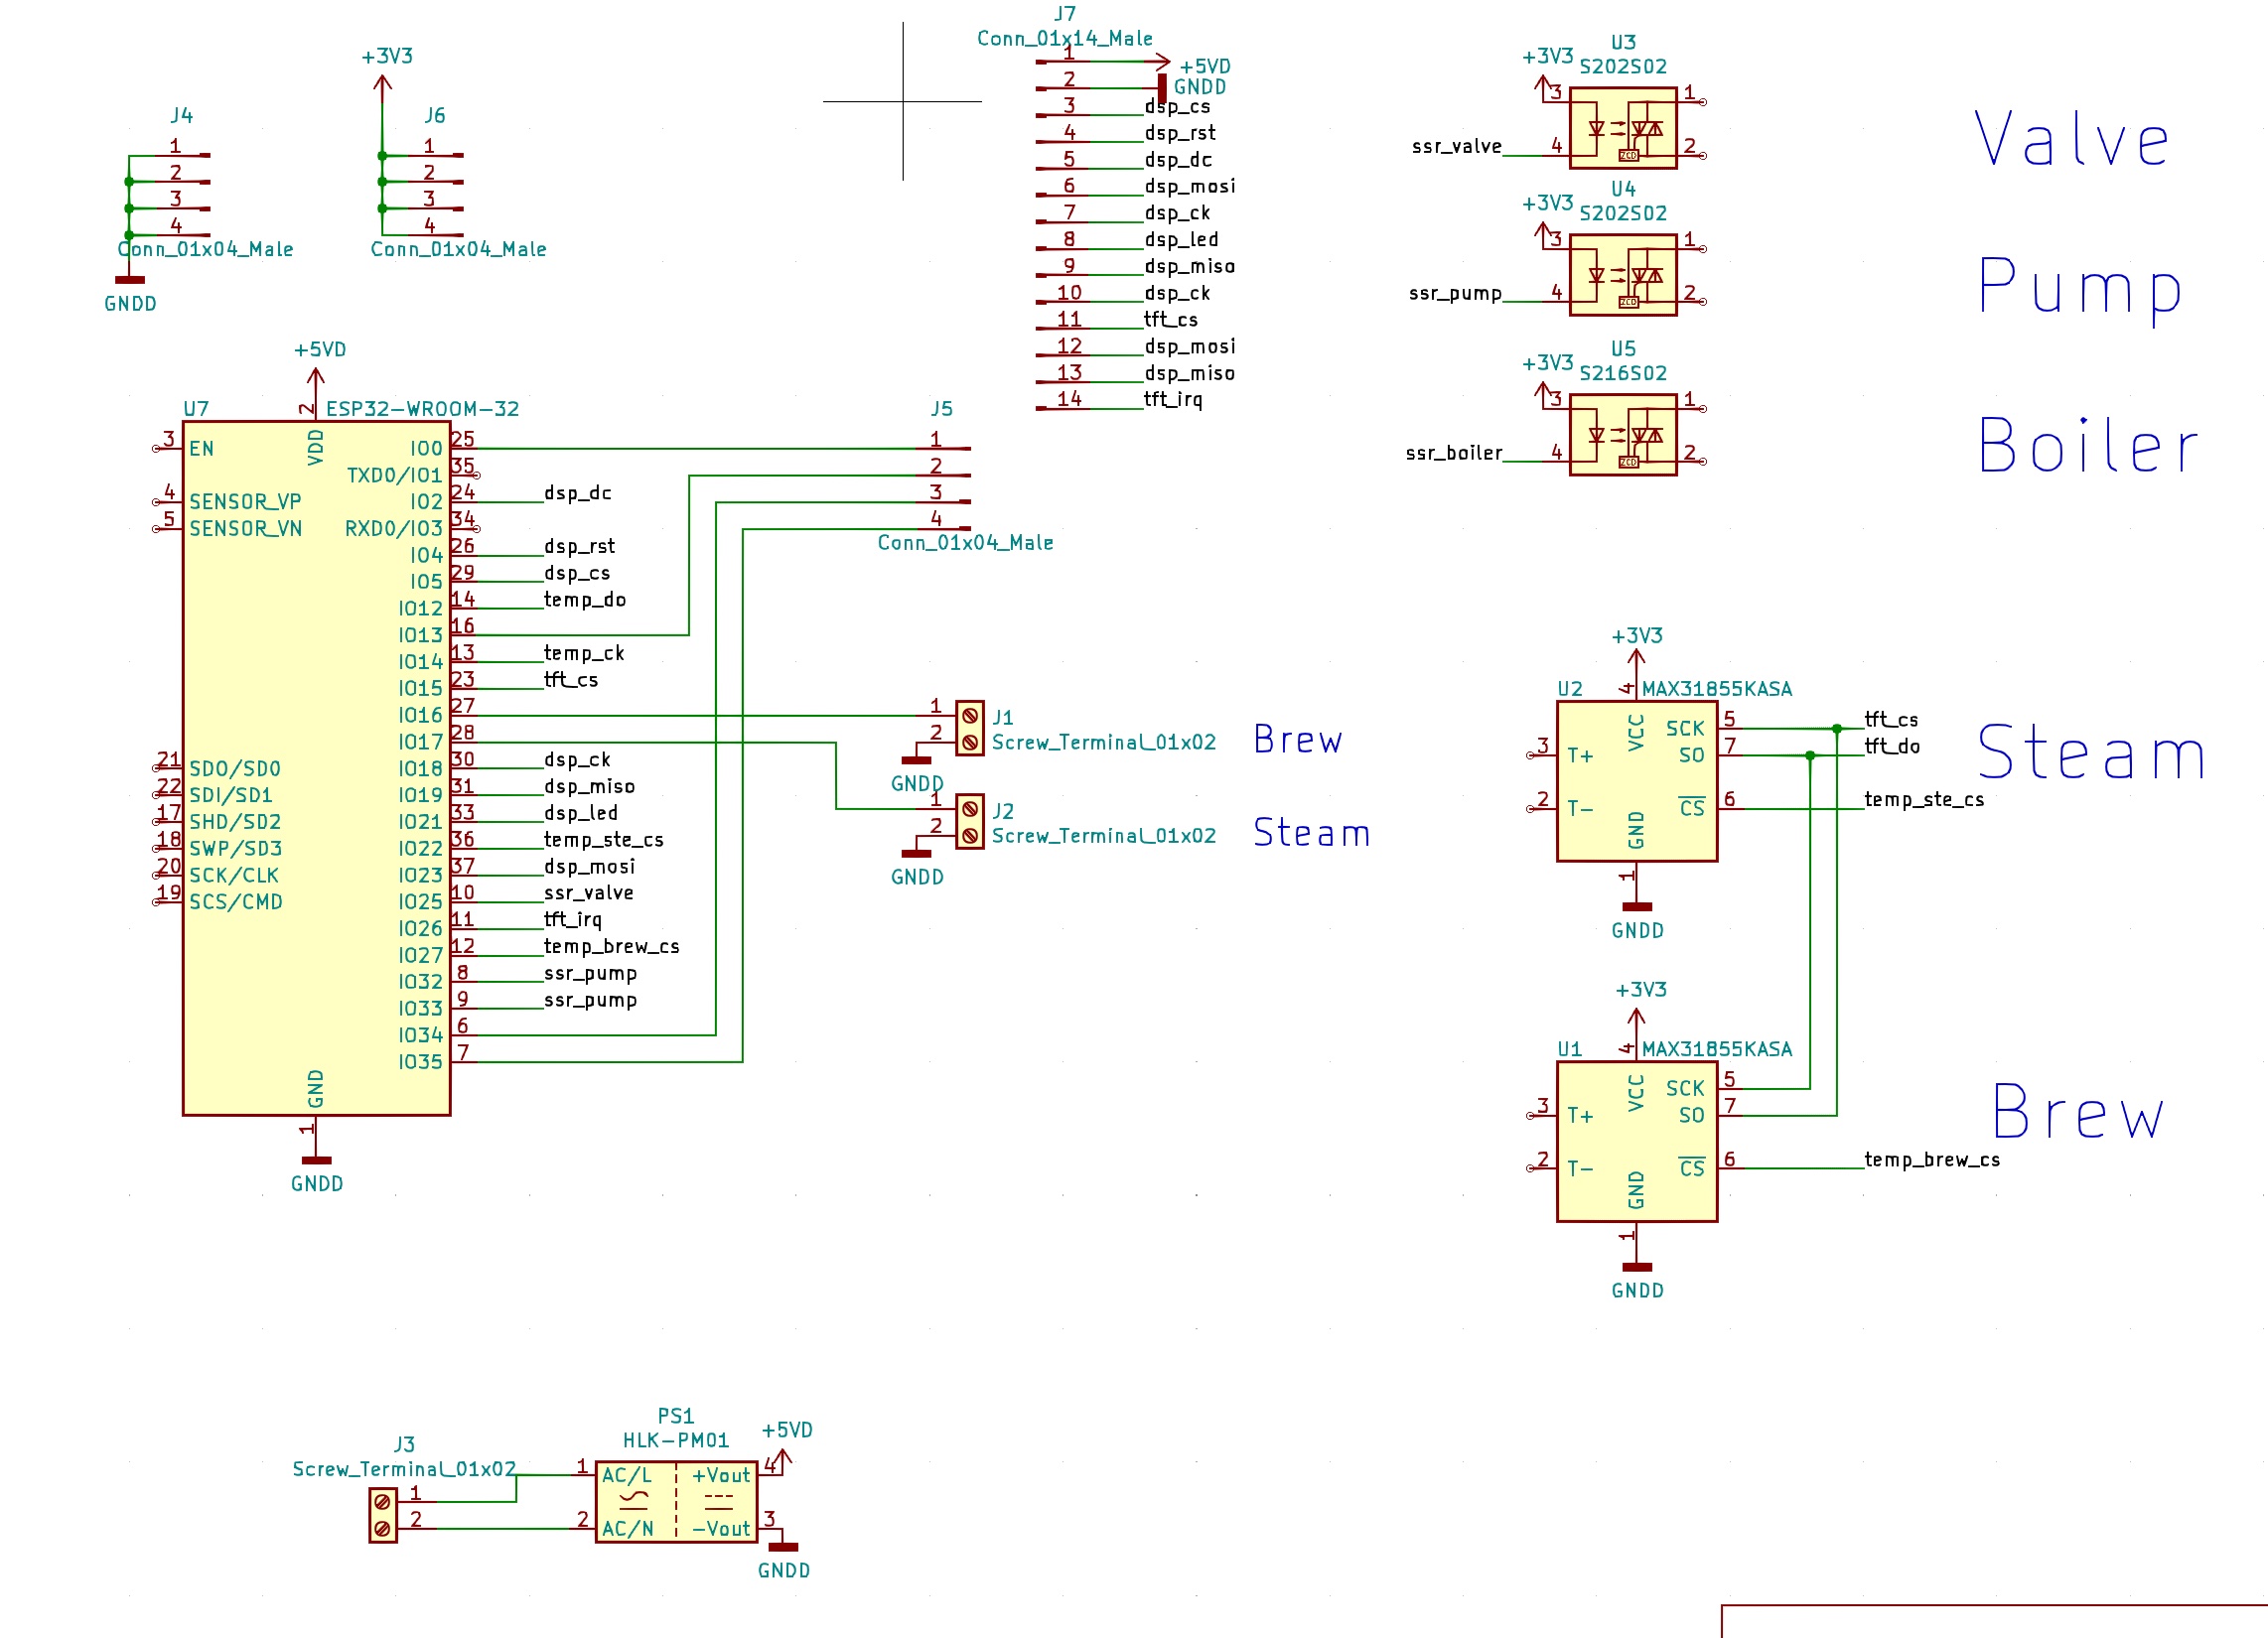 +3V3
J4
1
2
3
4
Conn_01x04_Male
GNDD
J6
1
2
3
4
Conn_01x04_Male
J7
Conn_01x14_Male
1
+5VD
2
GNDD
3 dsp_cs
4 dsp_rst
5 dsp_dc
6 dsp_mosi
7 dsp_ck
8 dsp_led
9 dsp_miso
10 dsp_ck
11 tft_cs
12 dsp_mosi
13 dsp_miso
14 tft_irq
U3
S202S02
+3V3
3 1
ssr_valve 4 2
ZCD
Valve
U4
S202S02
+3V3
3 1
ssr_pump 4 2
ZCD
Pump
U5
S216S02
+3V3
3 1
ssr_boiler 4 2
ZCD
Boiler
+5VD
U7 ESP32-WROOM-32
2
VDD
3 EN
4 SENSOR_VP
5 SENSOR_VN
21 SDO/SD0
22 SDI/SD1
17 SHD/SD2
18 SWP/SD3
20 SCK/CLK
19 SCS/CMD
IO0 25
TXD0/IO1 35
IO2 24 dsp_dc
RXD0/IO3 34
IO4 26 dsp_rst
IO5 29 dsp_cs
IO12 14 temp_do
IO13 16
IO14 13 temp_ck
IO15 23 tft_cs
IO16 27
IO17 28
IO18 30 dsp_ck
IO19 31 dsp_miso
IO21 33 dsp_led
IO22 36 temp_ste_cs
IO23 37 dsp_mosi
IO25 10 ssr_valve
IO26 11 tft_irq
IO27 12 temp_brew_cs
IO32 8 ssr_pump
IO33 9 ssr_pump
IO34 6
IO35 7
GND
1
GNDD
J5
1
2
3
4
Conn_01x04_Male
1 J1
2 Screw_Terminal_01x02
GNDD
Brew
1 J2
2 Screw_Terminal_01x02
GNDD
Steam
+3V3
U2 MAX31855KASA
4
VCC
SCK 5 tft_cs
3 T+ SO 7 tft_do
2 T- CS 6 temp_ste_cs
GND
1
GNDD
Steam
+3V3
U1 MAX31855KASA
4
VCC
SCK 5
3 T+ SO 7
2 T- CS 6 temp_brew_cs
GND
1
GNDD
Brew
J3
Screw_Terminal_01x02
1
2
PS1
HLK-PM01
+5VD
1 AC/L +Vout 4
2 AC/N -Vout 3
GNDD